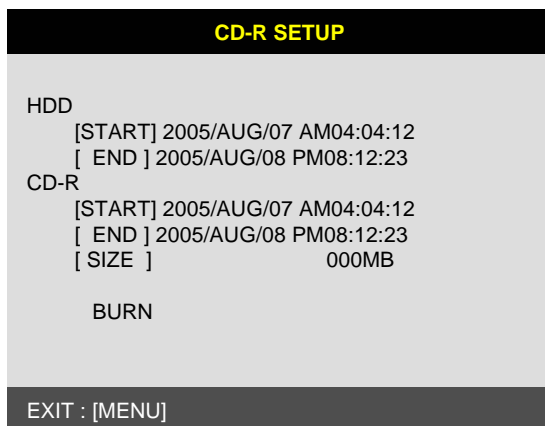 CD-R SETUP
HDD
[START] 2005/AUG/07 AM04:04:12
[ END ] 2005/AUG/08 PM08:12:23
CD-R
[START] 2005/AUG/07 AM04:04:12
[ END ] 2005/AUG/08 PM08:12:23
[ SIZE ] 000MB
BURN
EXIT : [MENU]